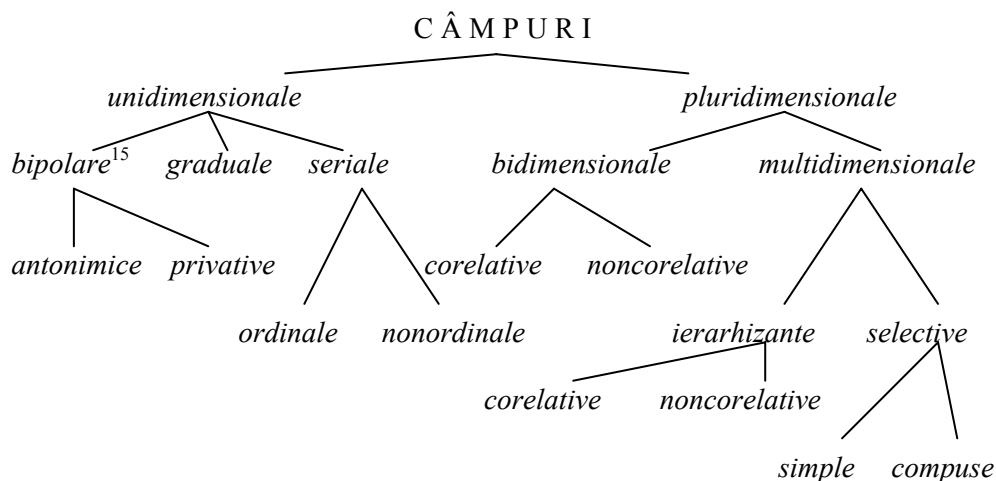 CÂMPURI
unidimensionale pluridimensionale
bipolare15 graduale seriale bidimensionale multidimensionale
antonimice privative corelative noncorelative
ordinale nonordinale ierarhizante selective
corelative noncorelative
simple compuse